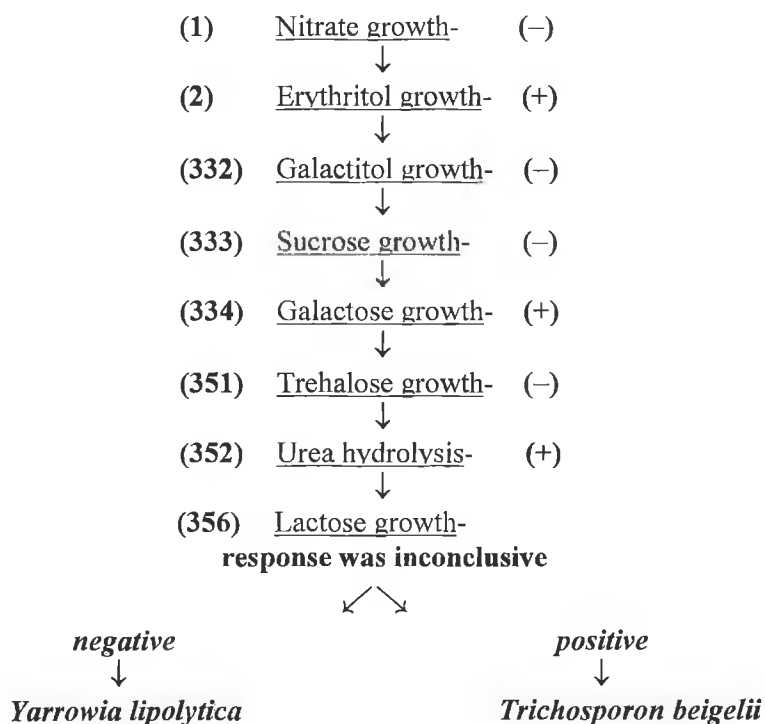 (1) Nitrate growth- (–)
↓
(2) Erythritol growth- (+)
↓
(332) Galactitol growth- (–)
↓
(333) Sucrose growth- (–)
↓
(334) Galactose growth- (+)
↓
(351) Trehalose growth- (–)
↓
(352) Urea hydrolysis- (+)
↓
(356) Lactose growth-
response was inconclusive
↙ ↘
negative positive
↓ ↓
Yarrowia lipolytica Trichosporon beigelii